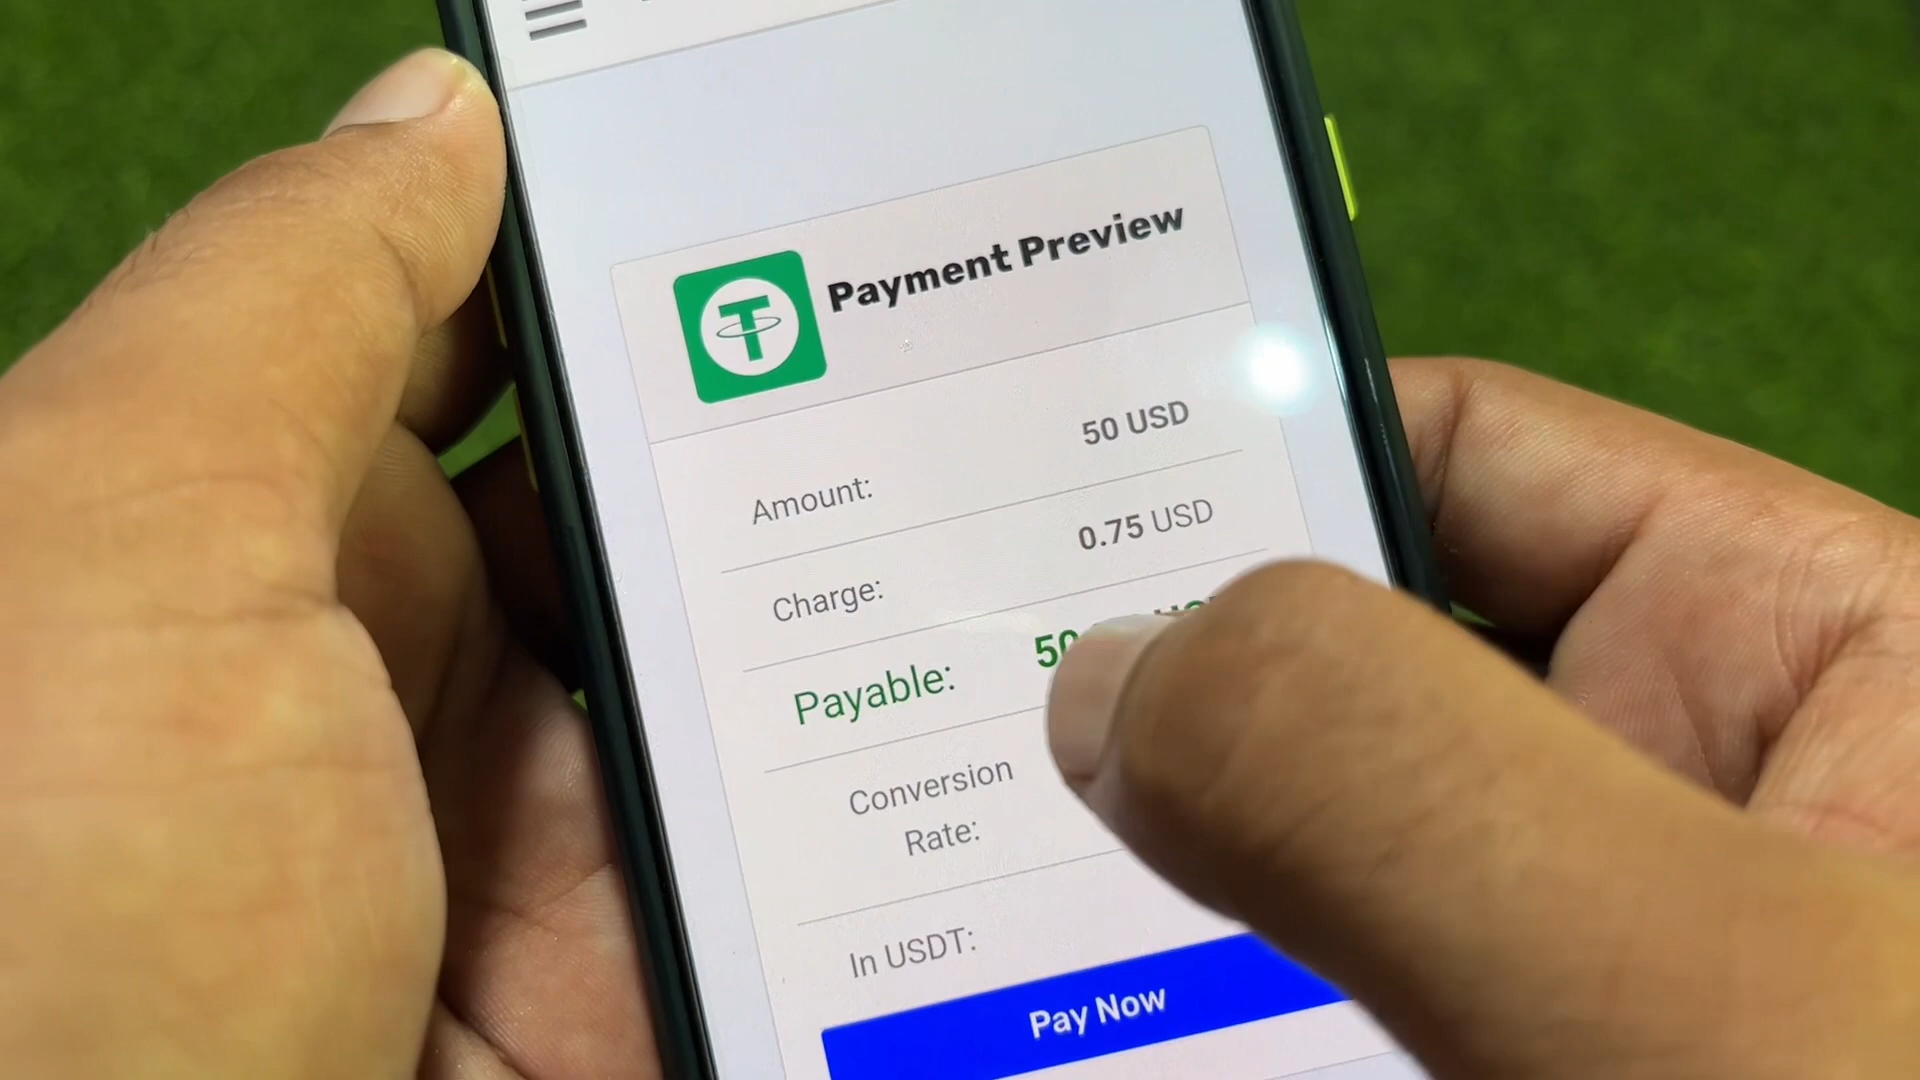 Payment Preview
Amount: 50 USD
Charge: 0.75 USD
Payable:
Conversion
Rate:
In USDT:
Pay Now